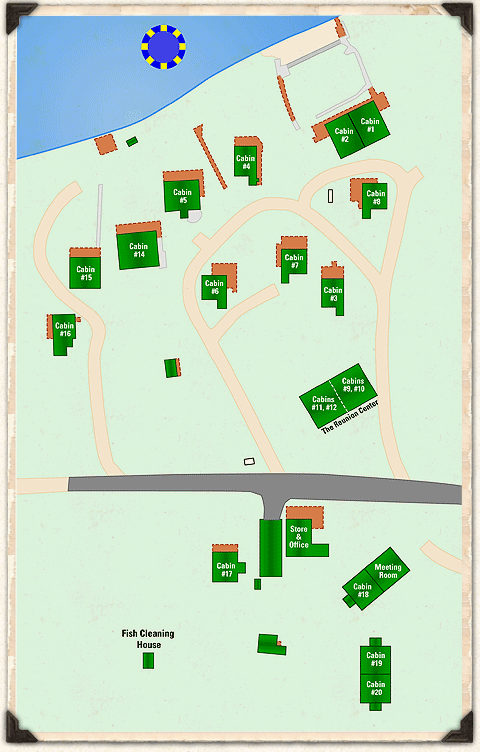 Cabin
#1
Cabin
#2
Cabin
#4
Cabin
#5
Cabin
#8
Cabin
#14
Cabin
#7
Cabin
#15
Cabin
#6
Cabin
#3
Cabin
#16
Cabins
#9, #10
Cabins
#11, #12
The Reunion Center
Store
&
Office
Cabin
#17
Meeting
Room
Cabin
#18
Fish Cleaning
House
Cabin
#19
Cabin
#20